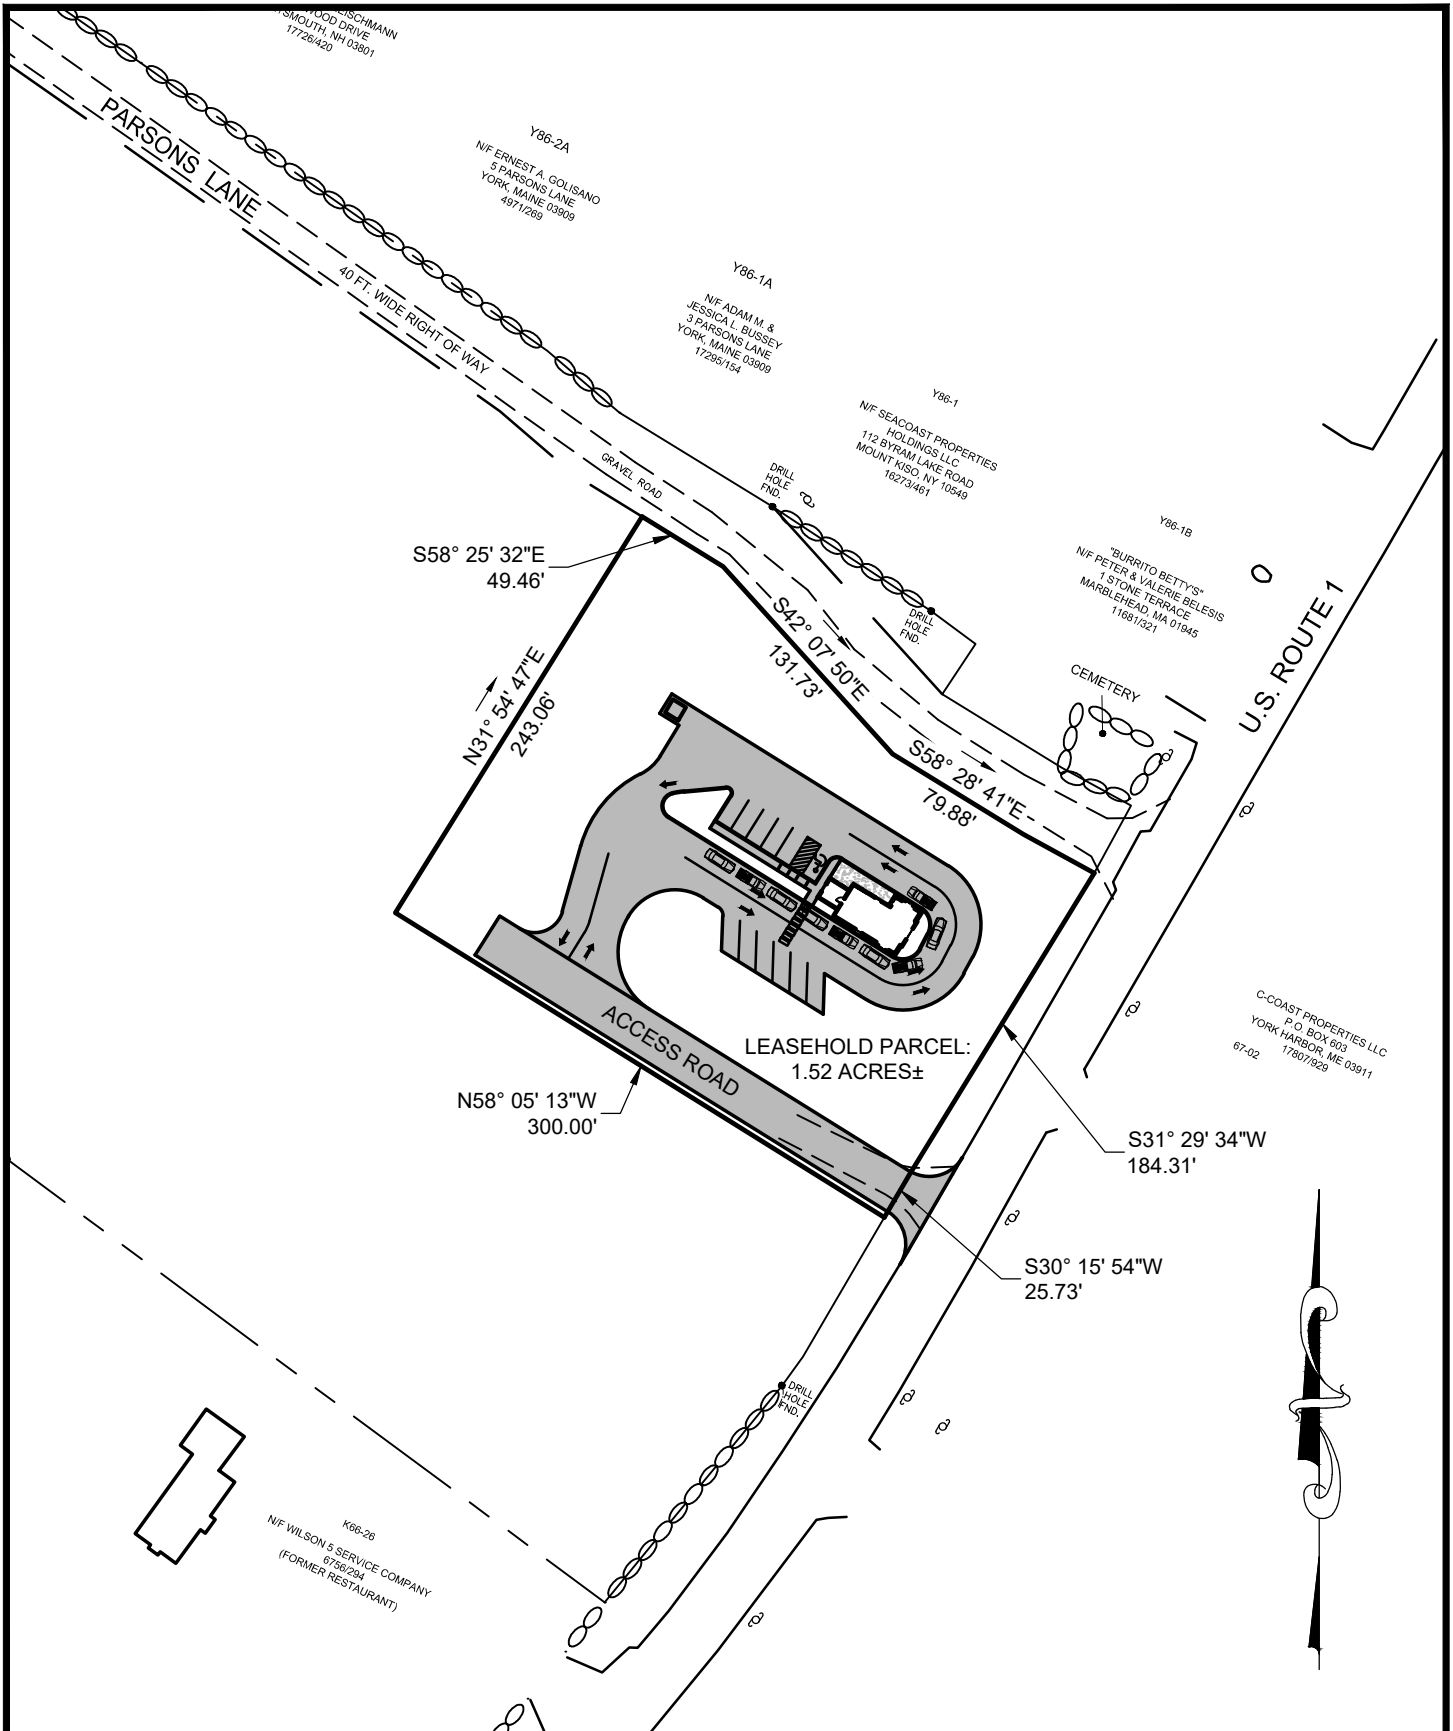 WOOD DRIVE
17726/420
PARSONS LANE
40 FT. WIDE RIGHT OF WAY
GRAVEL ROAD
Y86-2A
N/F ERNEST A. GOLISANO
5 PARSONS LANE
YORK, MAINE 03909
4971/269
Y86-1A
N/F ADAM M. &
JESSICA L. BUSSEY
3 PARSONS LANE
YORK, MAINE 03909
17295/154
Y86-1
N/F SEACOAST PROPERTIES
HOLDINGS LLC
112 BYRAM LAKE ROAD
MOUNT KISO, NY 10549
16273/461
DRILL
HOLE
FND.
Y86-1B
"BURRITO BETTY'S"
N/F PETER & VALERIE BELESIS
1 STONE TERRACE
MARBLEHEAD, MA 01945
11681/321
DRILL
HOLE
FND.
CEMETERY
U.S. ROUTE 1
S58° 25' 32"E
49.46'
S42° 07' 50"E
131.73'
N31° 54' 47"E
243.06'
S58° 28' 41"E
79.88'
ACCESS ROAD
LEASEHOLD PARCEL:
1.52 ACRES±
C-COAST PROPERTIES LLC
P.O. BOX 603
YORK HARBOR, ME 03911
17807/929
67-02
N58° 05' 13"W
300.00'
S31° 29' 34"W
184.31'
S30° 15' 54"W
25.73'
DRILL
HOLE
FND.
K66-26
N/F WILSON 5 SERVICE COMPANY
6756/294
(FORMER RESTAURANT)